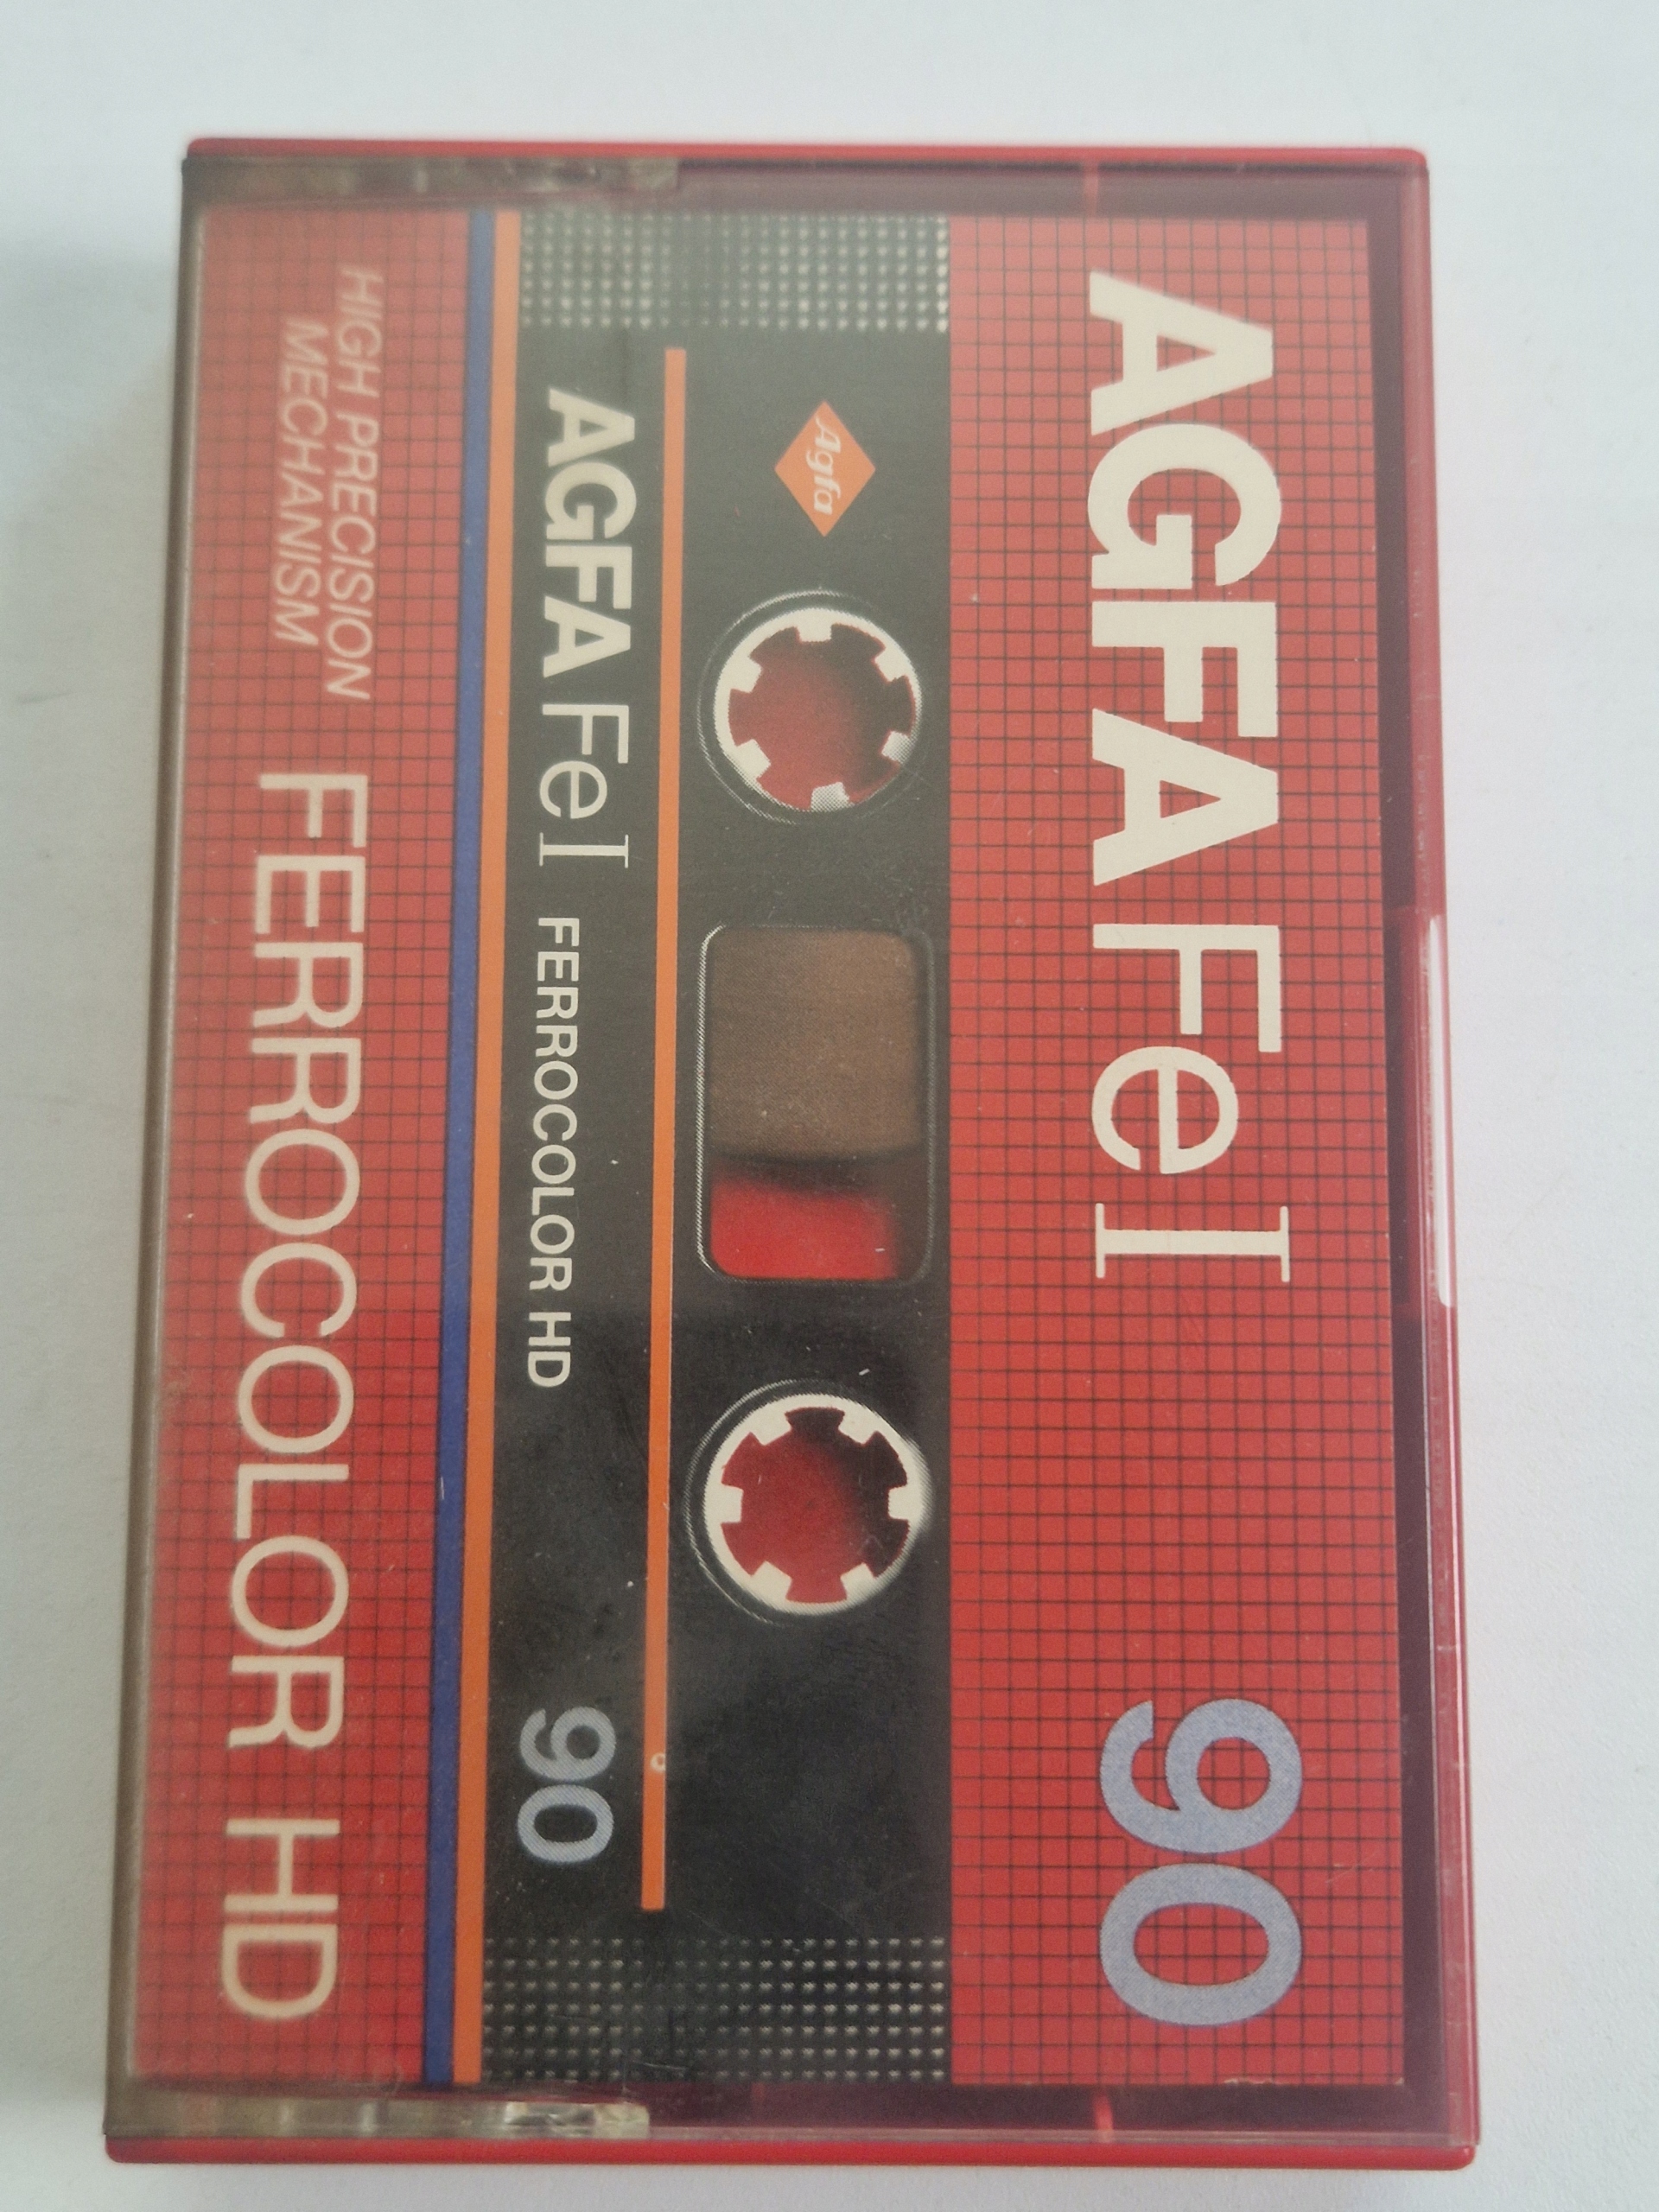 AGFA Fe I 90
Agfa
AGFA Fe I FERROCOLOR HD 90
HIGH PRECISION
MECHANISM
FERROCOLOR HD